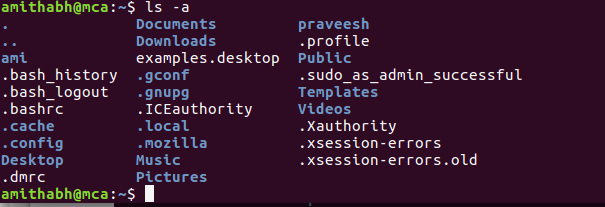 amithabh@mca:~$ ls -a
. Documents praveesh
.. Downloads .profile
ami examples.desktop Public
.bash_history .gconf .sudo_as_admin_successful
.bash_logout .gnupg Templates
.bashrc .ICEauthority Videos
.cache .local .Xauthority
.config .mozilla .xsession-errors
Desktop Music .xsession-errors.old
.dmrc Pictures
amithabh@mca:~$